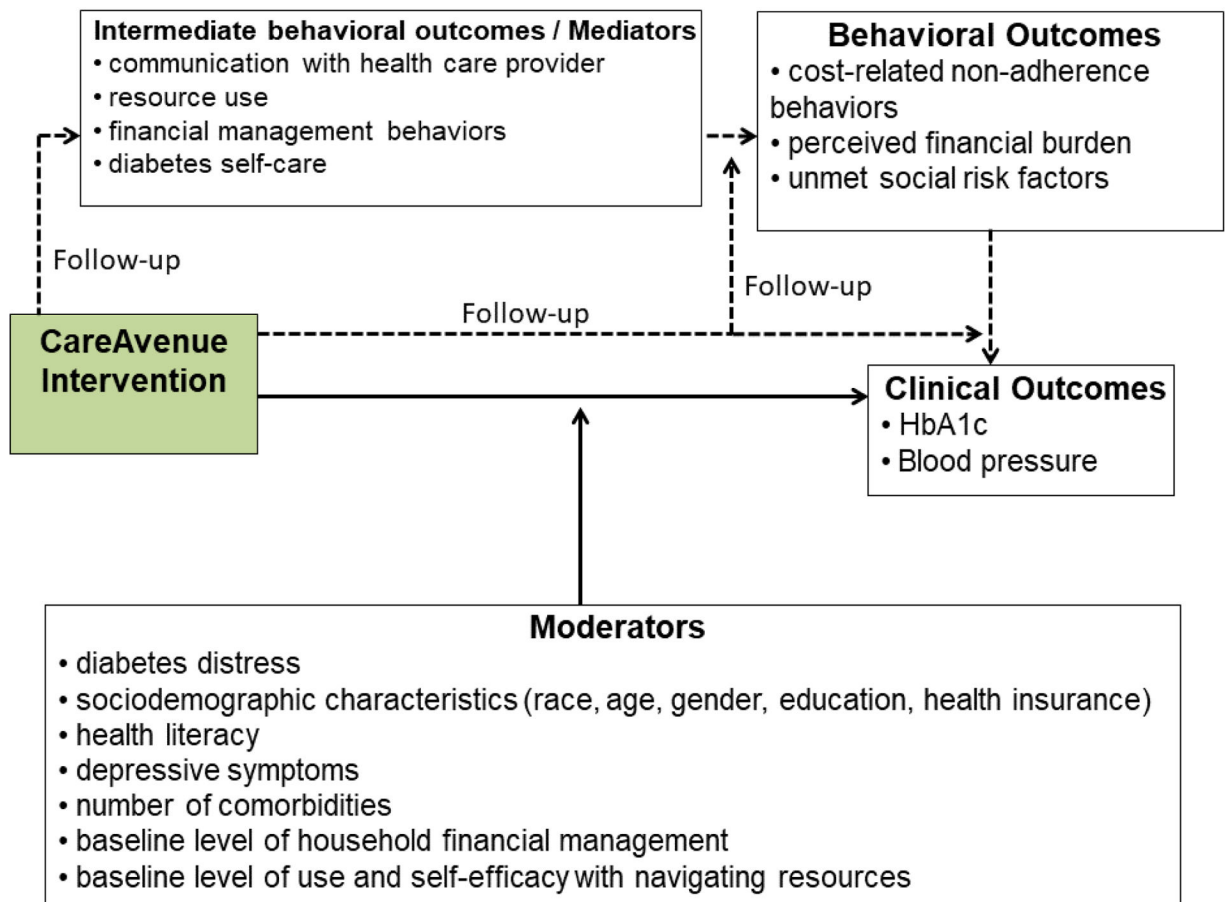 Intermediate behavioral outcomes / Mediators
• communication with health care provider
• resource use
• financial management behaviors
• diabetes self-care
Behavioral Outcomes
• cost-related non-adherence
behaviors
• perceived financial burden
• unmet social risk factors
Follow-up
Follow-up
Follow-up
CareAvenue
Intervention
Clinical Outcomes
• HbA1c
• Blood pressure
Moderators
• diabetes distress
• sociodemographic characteristics (race, age, gender, education, health insurance)
• health literacy
• depressive symptoms
• number of comorbidities
• baseline level of household financial management
• baseline level of use and self-efficacy with navigating resources